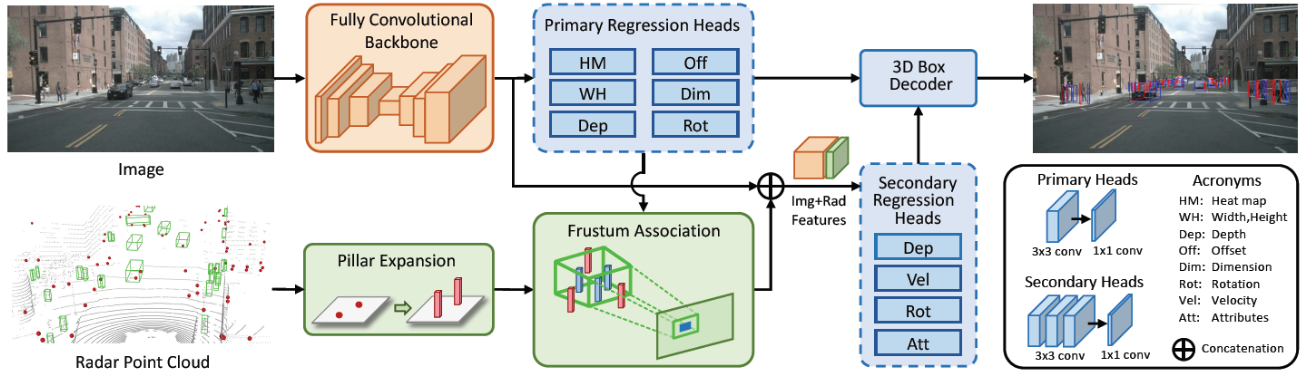 Fully Convolutional
Backbone
Primary Regression Heads
HM
Off
WH
Dim
Dep
Rot
3D Box
Decoder
Image
Img+Rad
Features
Secondary
Regression
Heads
Dep
Vel
Rot
Att
Radar Point Cloud
Pillar Expansion
Frustum Association
Primary Heads
3x3 conv
1x1 conv
Secondary Heads
3x3 conv
1x1 conv
Acronyms
HM: Heat map
WH: Width,Height
Dep: Depth
Off: Offset
Dim: Dimension
Rot: Rotation
Vel: Velocity
Att: Attributes
Concatenation